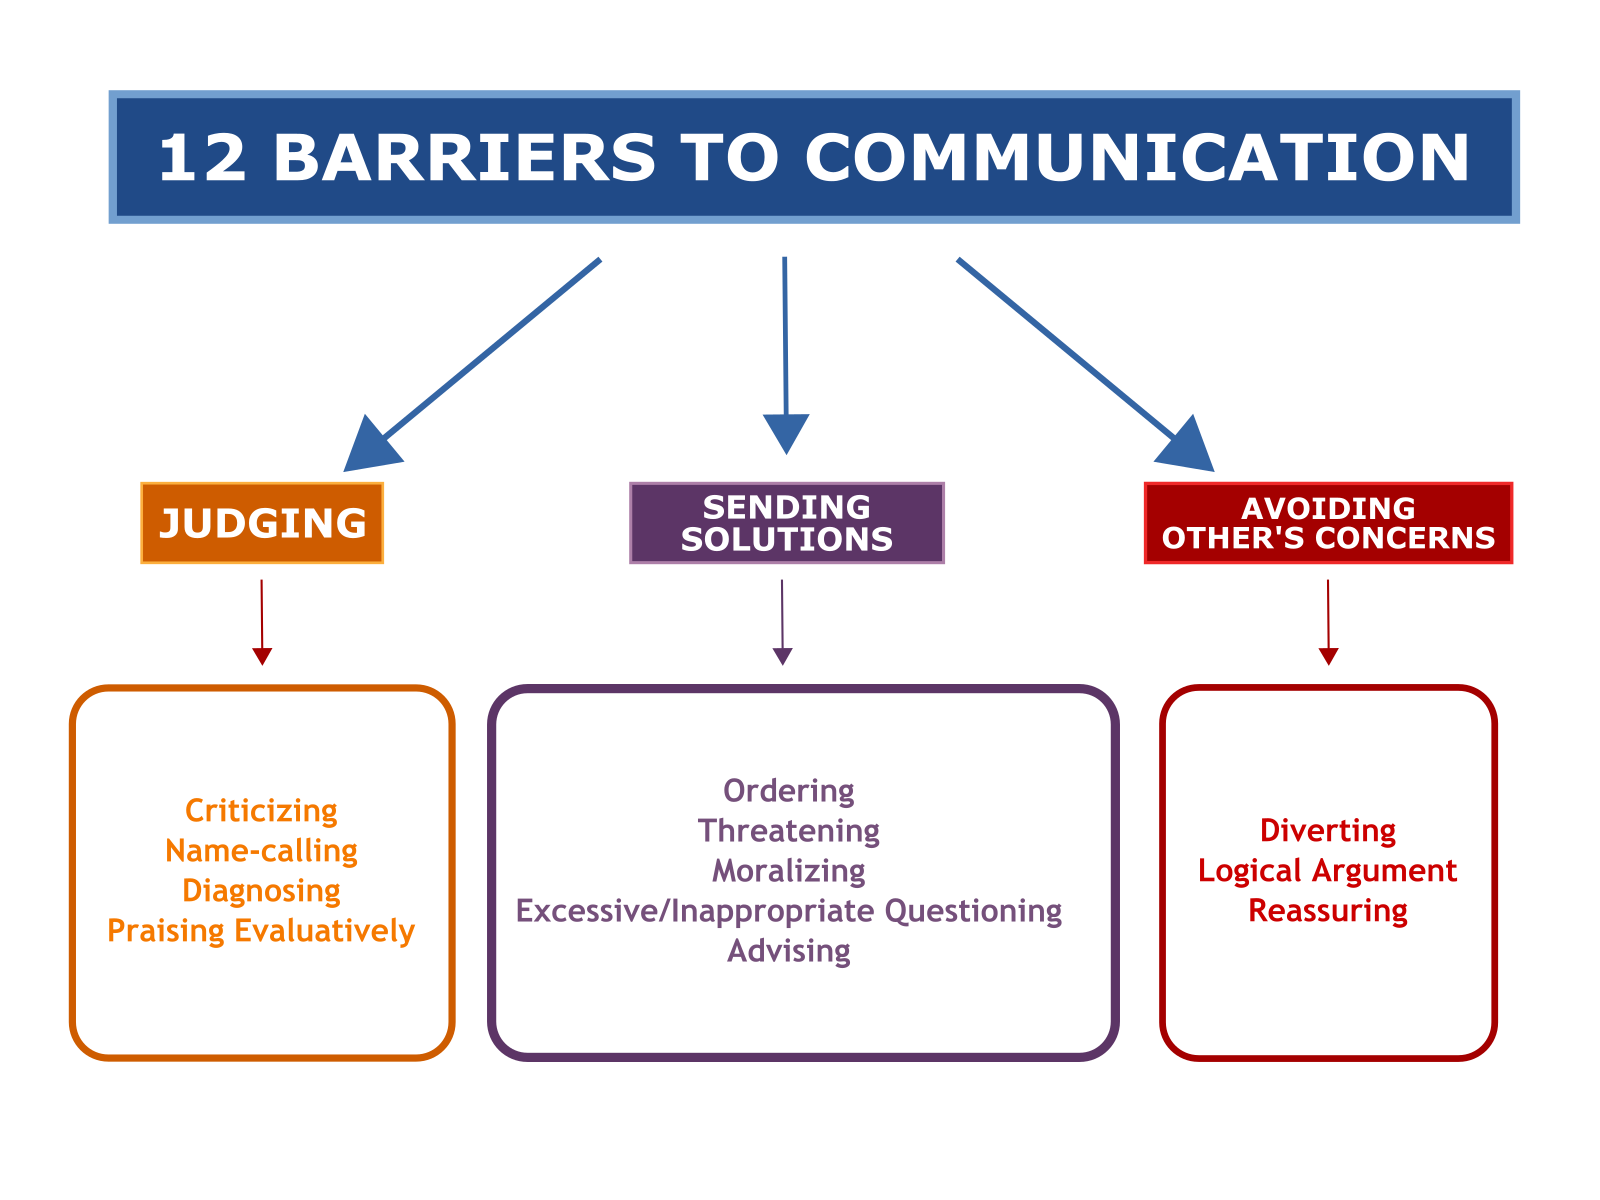 12 BARRIERS TO COMMUNICATION
JUDGING
SENDING
SOLUTIONS
AVOIDING
OTHER'S CONCERNS
Criticizing
Name-calling
Diagnosing
Praising Evaluatively
Ordering
Threatening
Moralizing
Excessive/Inappropriate Questioning
Advising
Diverting
Logical Argument
Reassuring